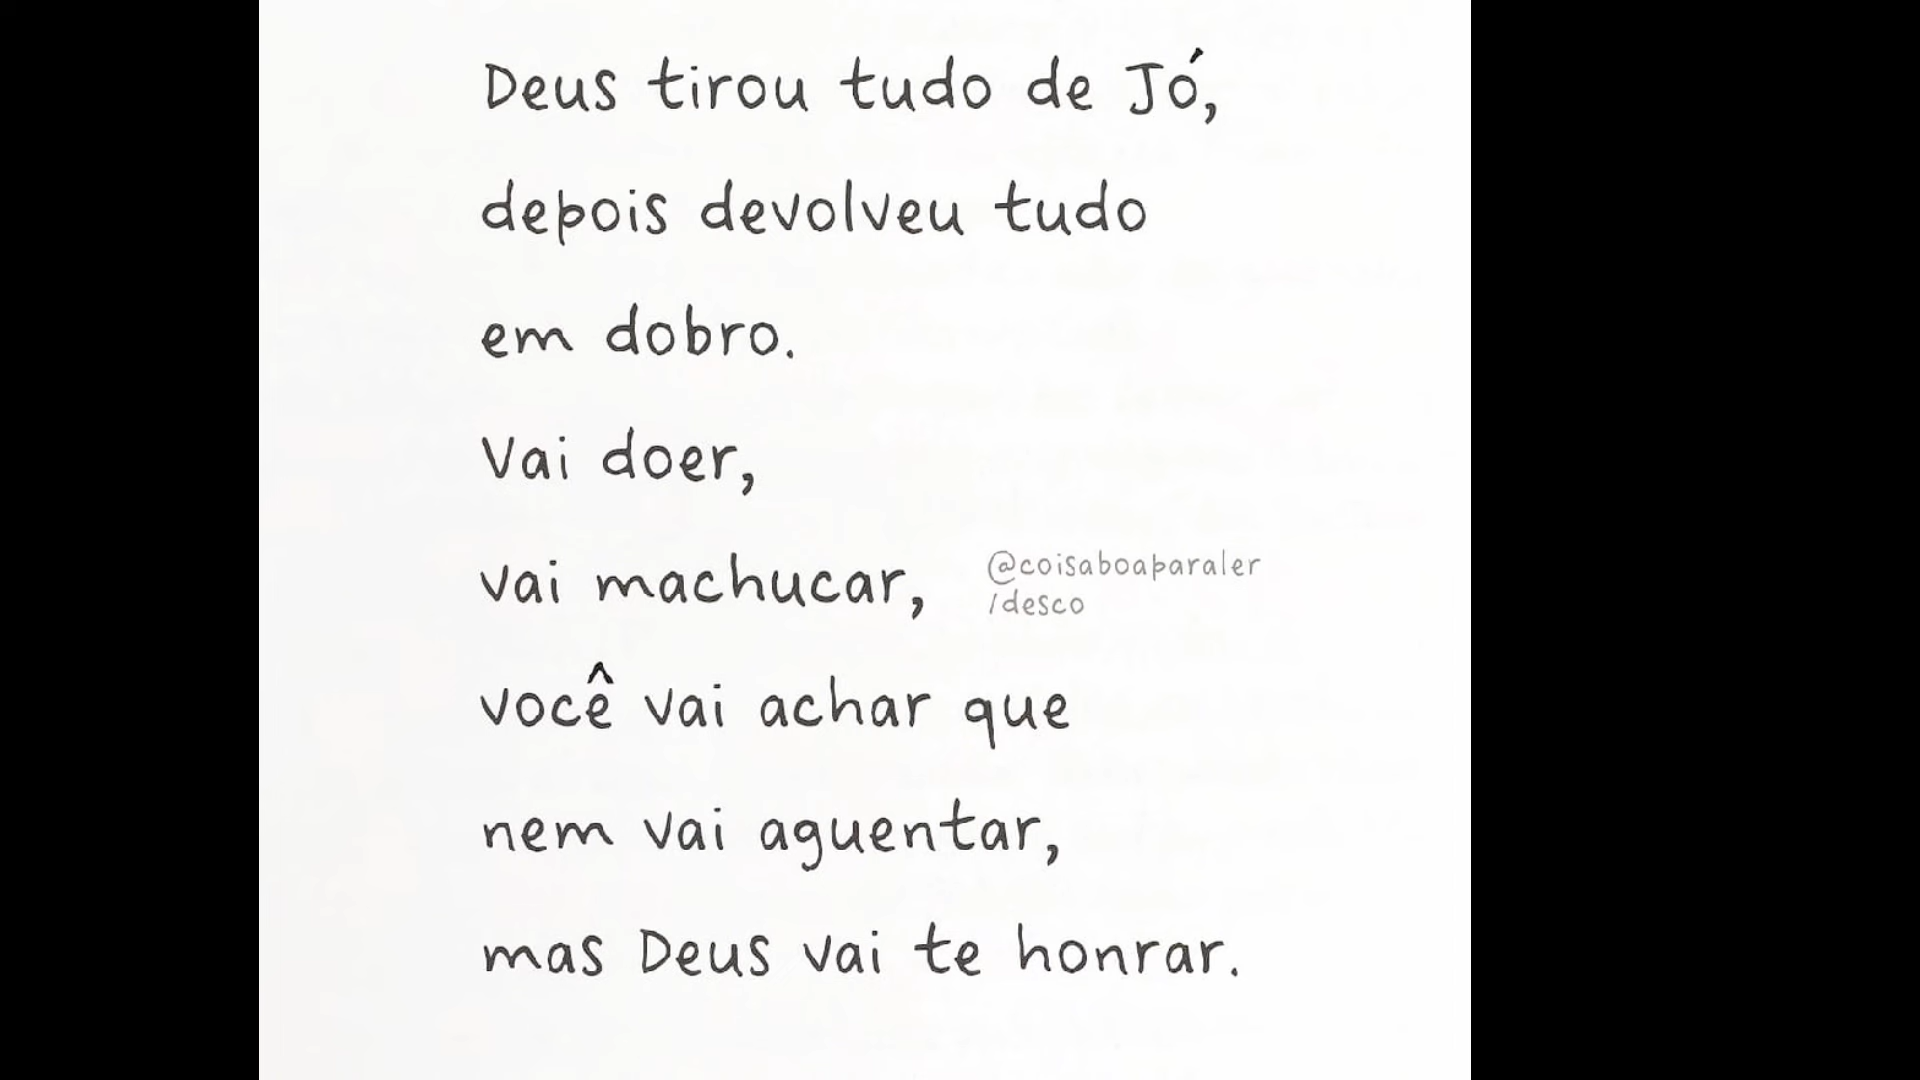 Deus tirou tudo de Jó,
depois devolveu tudo
em dobro.
Vai doer,
vai machucar,
@coisaboaparaler
/desco
você vai achar que
nem vai aguentar,
mas Deus vai te honrar.